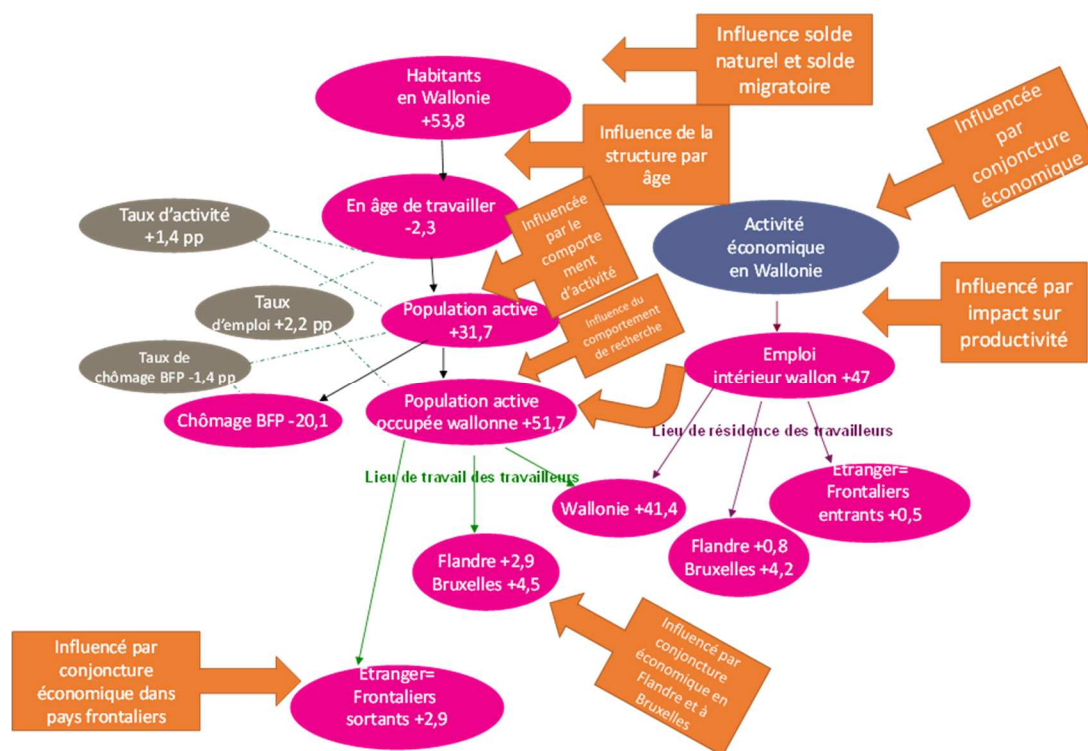 Influence solde
naturel et solde
migratoire
Habitants
en Wallonie
+53,8
Influence de la
structure par
âge
Influencée
par
conjoncture
économique
En âge de travailler
-2,3
Taux d'activité
+1,4 pp
Influencée
par le
comporte
ment
d'activité
Activité
économique
en Wallonie
Taux
d'emploi +2,2 pp
Population active
+31,7
Influence du
comportement
de recherche
Influencé par
impact sur
productivité
Taux de
chômage BFP -1,4 pp
Emploi
intérieur wallon +47
Chômage BFP -20,1
Population active
occupée wallonne +51,7
Lieu de résidence des travailleurs
Lieu de travail des travailleurs
Wallonie +41,4
Etranger=
Frontaliers
entrants +0,5
Flandre +2,9
Bruxelles +4,5
Flandre +0,8
Bruxelles +4,2
Influencé par
conjoncture
économique en
Flandre et à
Bruxelles
Influencé par
conjoncture
économique dans
pays frontaliers
Etranger=
Frontaliers
sortants +2,9